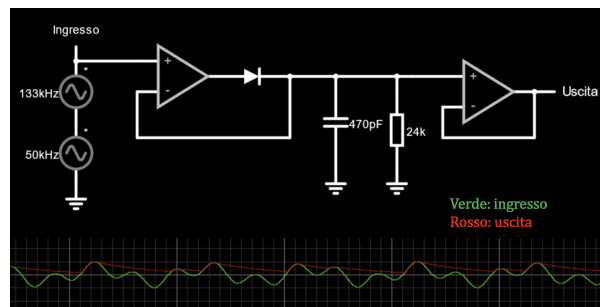 Ingresso
+
-
133kHz
50kHz
470pF
24k
+
-
Uscita
Verde: ingresso
Rosso: uscita